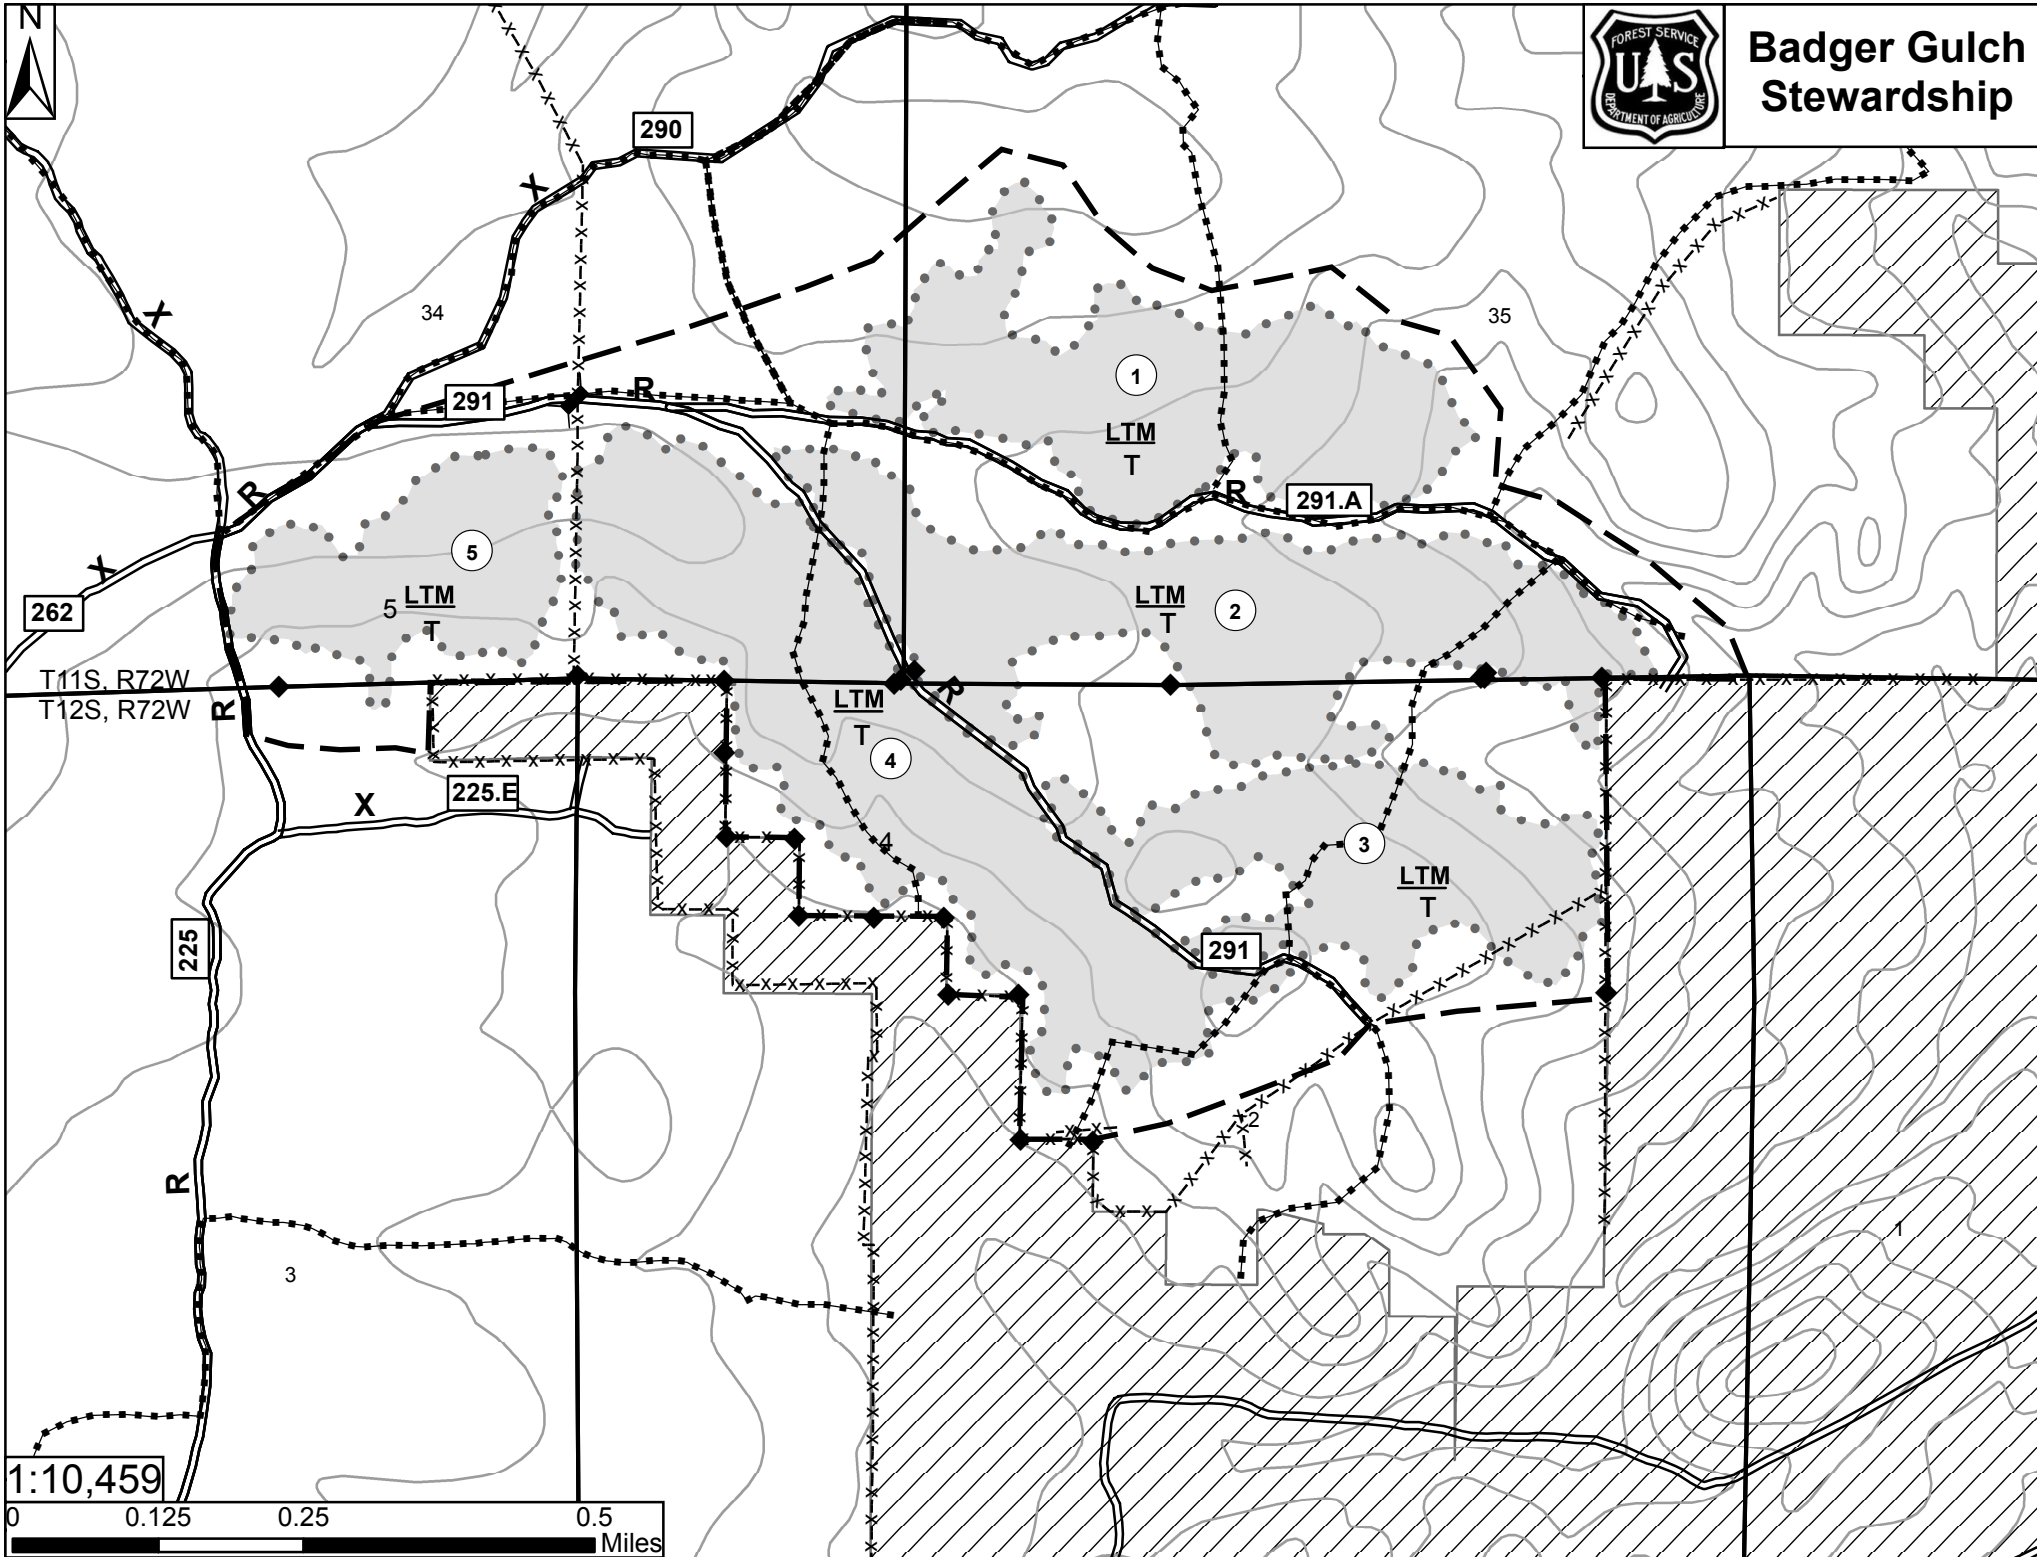 N
FOREST SERVICE
U S
DEPARTMENT OF AGRICULTURE
Badger Gulch
Stewardship
290
X
X
34
35
1
291
R
LTM
T
R
R
291.A
5
X
262
5 LTM
T
LTM
T
2
T11S, R72W
T12S, R72W
R
R
LTM
T
4
225.E
X
4
3
LTM
T
225
291
2
R
3
1
1:10,459
0 0.125 0.25 0.5
Miles